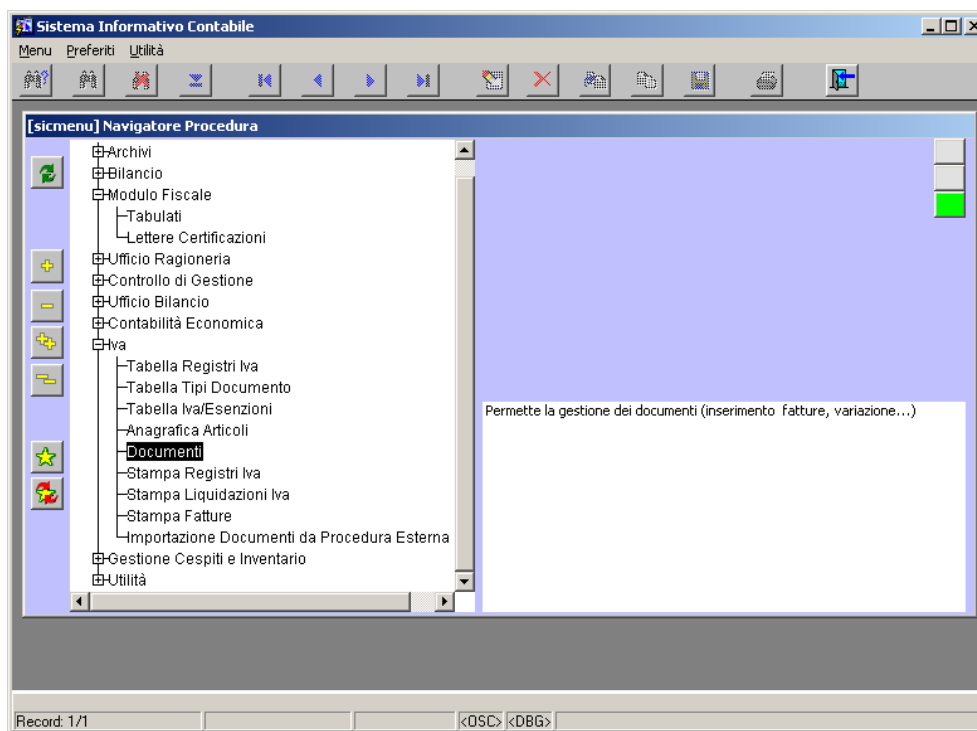 Sistema Informativo Contabile
Menu Preferiti Utilità
[sicmenu] Navigatore Procedura
Archivi
Bilancio
Modulo Fiscale
Tabulati
Lettere Certificazioni
Ufficio Ragioneria
Controllo di Gestione
Ufficio Bilancio
Contabilità Economica
Iva
Tabella Registri Iva
Tabella Tipi Documento
Tabella Iva/Esenzioni
Anagrafica Articoli
Documenti
Stampa Registri Iva
Stampa Liquidazioni Iva
Stampa Fatture
Importazione Documenti da Procedura Esterna
Gestione Cespiti e Inventario
Utilità
Permette la gestione dei documenti (inserimento fatture, variazione...)
Record: 1/1 <OSC> <DBG>